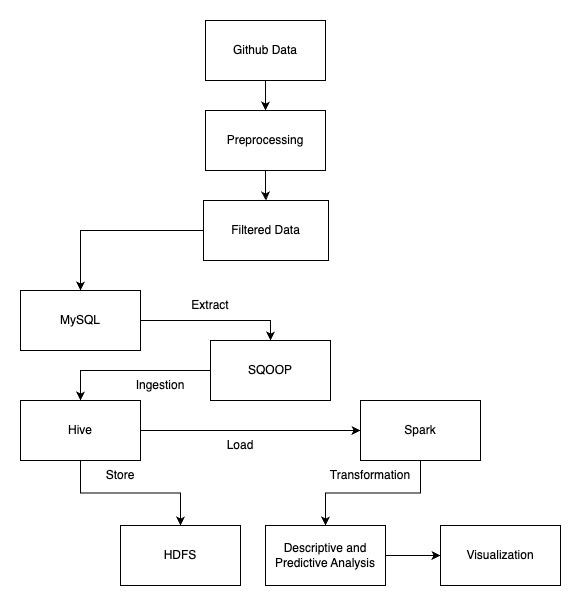 Github Data
Preprocessing
Filtered Data
MySQL
Extract
SQOOP
Ingestion
Hive
Load
Spark
Store
Transformation
HDFS
Descriptive and
Predictive Analysis
Visualization